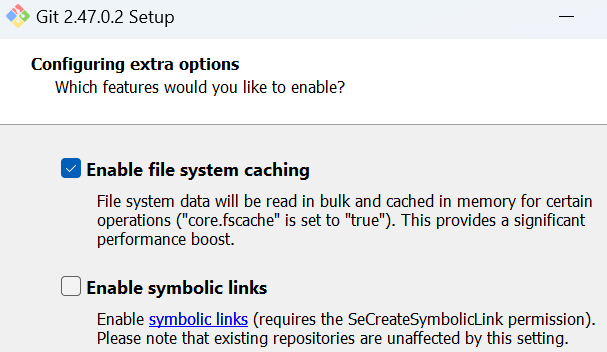 Git 2.47.0.2 Setup
Configuring extra options
Which features would you like to enable?
Enable file system caching
File system data will be read in bulk and cached in memory for certain
operations ("core.fscache" is set to "true"). This provides a significant
performance boost.
Enable symbolic links
Enable symbolic links (requires the SeCreateSymbolicLink permission).
Please note that existing repositories are unaffected by this setting.